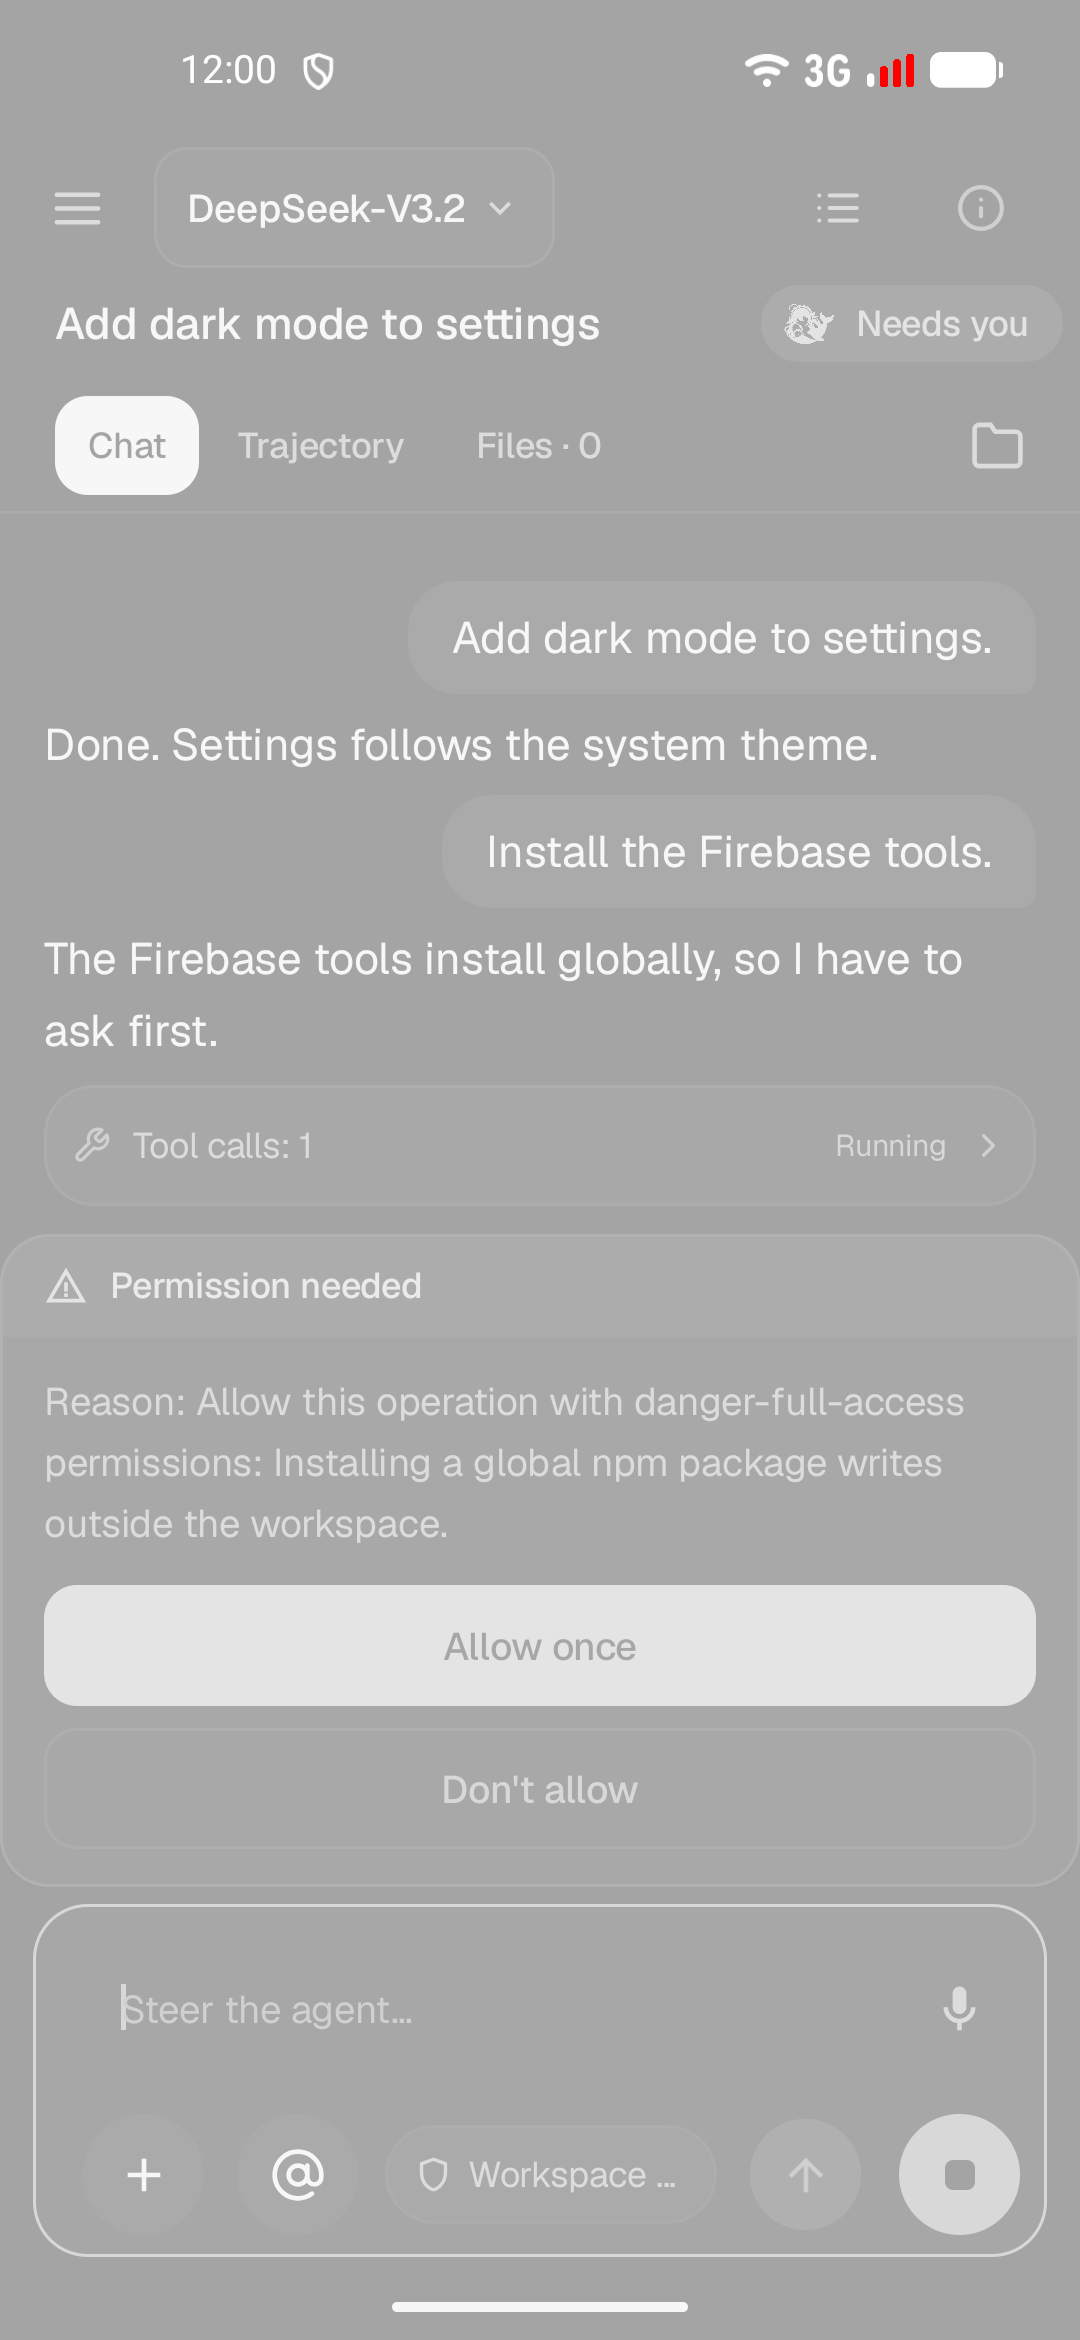 12:00
3G
DeepSeek-V3.2
Add dark mode to settings
Needs you
Chat
Trajectory
Files · 0
Add dark mode to settings.
Done. Settings follows the system theme.
Install the Firebase tools.
The Firebase tools install globally, so I have to
ask first.
Tool calls: 1
Running
Permission needed
Reason: Allow this operation with danger-full-access
permissions: Installing a global npm package writes
outside the workspace.
Allow once
Don't allow
Steer the agent...
Workspace ...